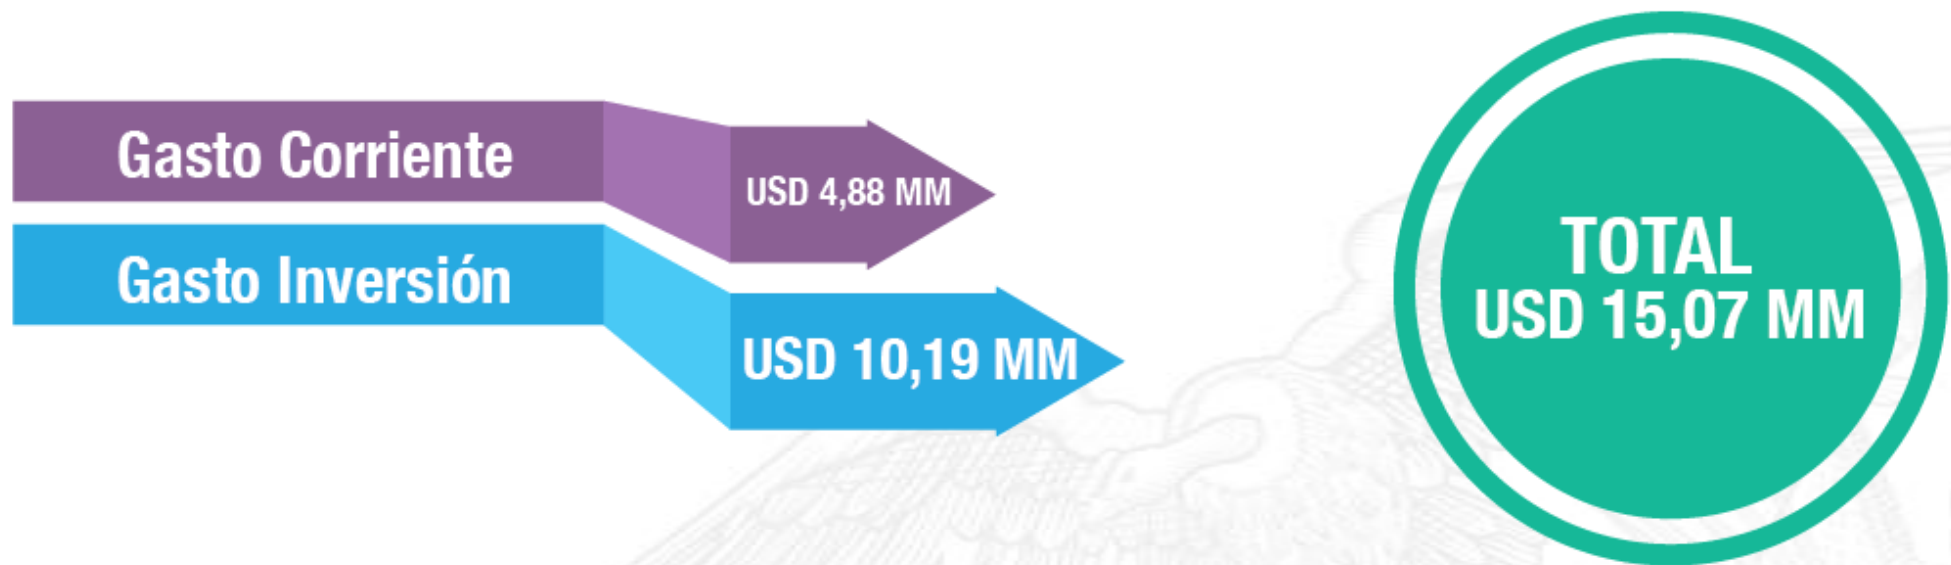 Gasto Corriente
USD 4,88 MM
Gasto Inversión
USD 10,19 MM
TOTAL
USD 15,07 MM